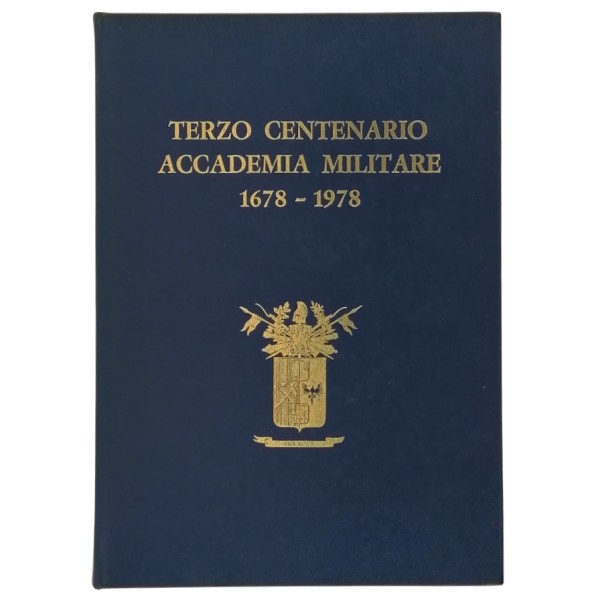 TERZO CENTENARIO
ACCADEMIA MILITARE
1678 - 1978